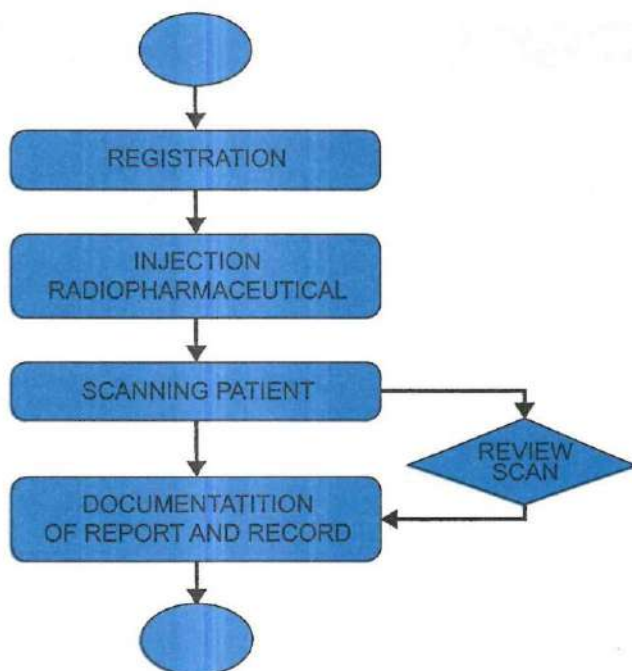 REGISTRATION
INJECTION
RADIOPHARMACEUTICAL
SCANNING PATIENT
REVIEW
SCAN
DOCUMENTATITION
OF REPORT AND RECORD